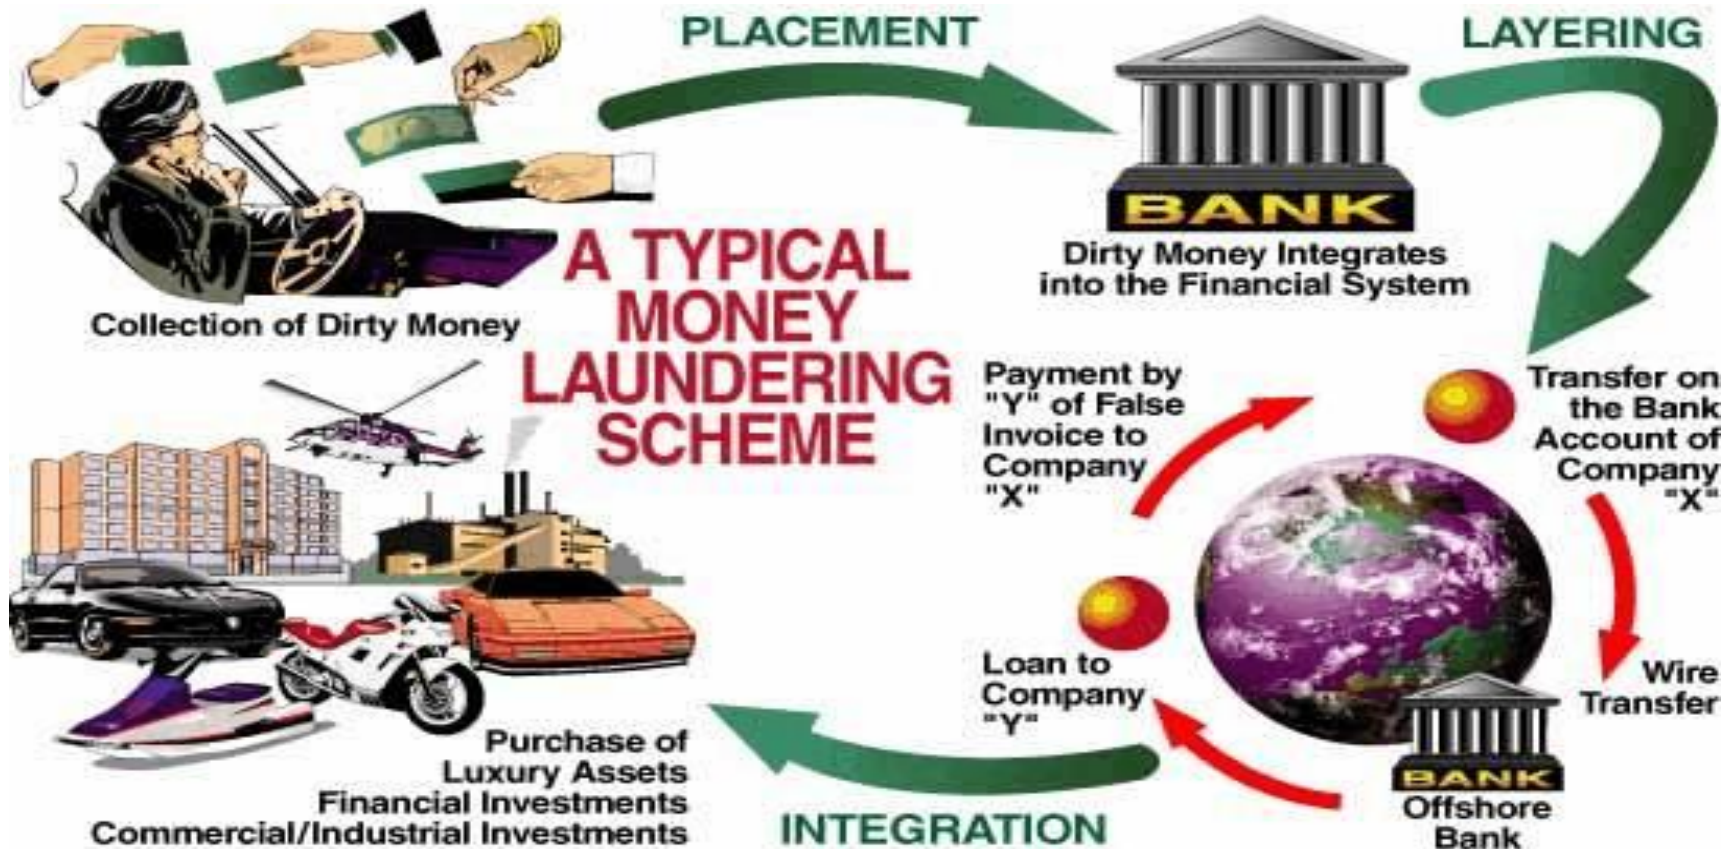 PLACEMENT
LAYERING
BANK
Dirty Money Integrates
into the Financial System
Collection of Dirty Money
A TYPICAL
MONEY
LAUNDERING
SCHEME
Payment by
"Y" of False
Invoice to
Company
"X"
Transfer on
the Bank
Account of
Company
"X"
Wire
Transfer
BANK
Offshore
Bank
Loan to
Company
"Y"
INTEGRATION
Purchase of
Luxury Assets
Financial Investments
Commercial/Industrial Investments